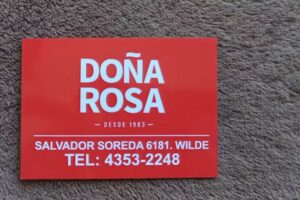 DOÑA
ROSA
— DESDE 1983 —
SALVADOR SOREDA 6181. WILDE
TEL: 4353-2248